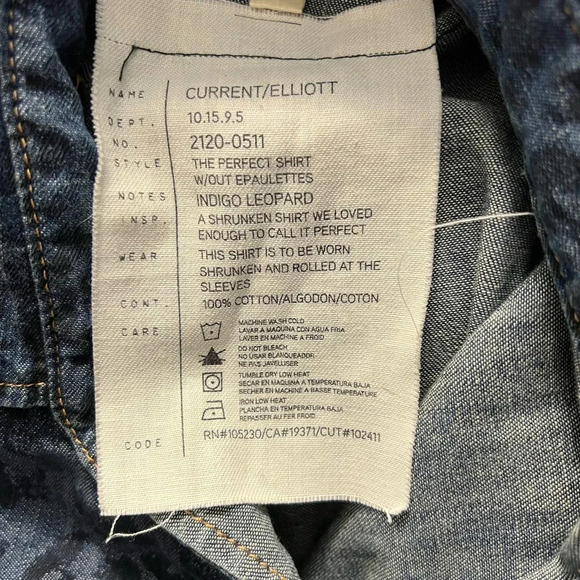 NAME CURRENT/ELLIOTT
DEPT. 10.15.9.5
NO. 2120-0511
STYLE THE PERFECT SHIRT
W/OUT EPAULETTES
NOTES INDIGO LEOPARD
INSP. A SHRUNKEN SHIRT WE LOVED
ENOUGH TO CALL IT PERFECT
WEAR THIS SHIRT IS TO BE WORN
SHRUNKEN AND ROLLED AT THE
SLEEVES
CONT. 100% COTTON/ALGODON/COTON
CARE MACHINE WASH COLD
LAVAR A MAQUINA CON AGUA FRIA
LAVER EN MACHINE A FROID
DO NOT BLEACH
NO USAR BLANQUEADOR
NE PAS JAVELLISER
TUMBLE DRY LOW HEAT
SECAR EN MAQUINA A TEMPERATURA BAJA
SECHER EN MACHINE A BASSE TEMPERATURE
IRON LOW HEAT
PLANCHA EN TEMPERATURA BAJA
REPASSER AU FER FROID
CODE RN#105230/CA#19371/CUT#102411